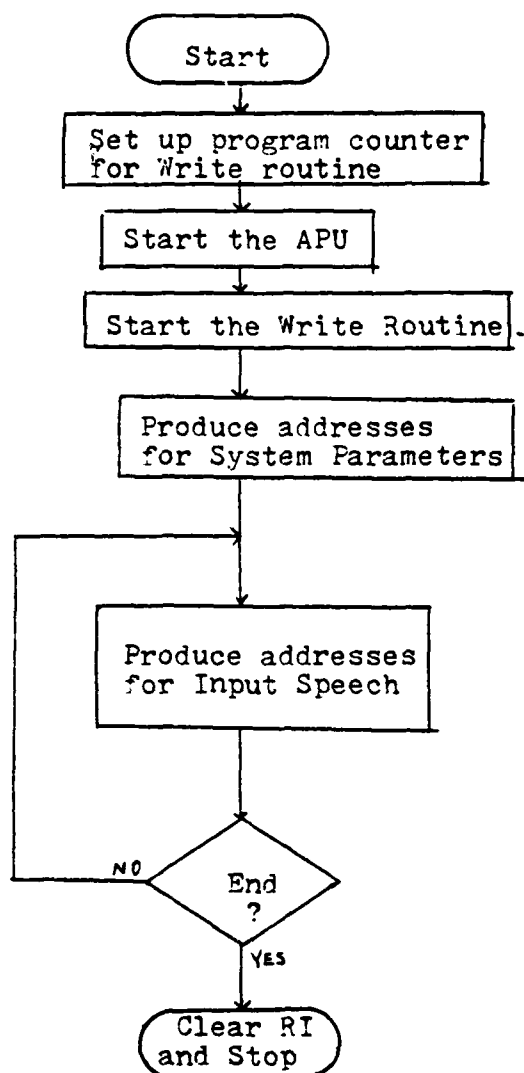 Start
Set up program counter
for Write routine
Start the APU
Start the Write Routine
Produce addresses
for System Parameters
Produce addresses
for Input Speech
NO
End
?
YES
Clear RI
and Stop